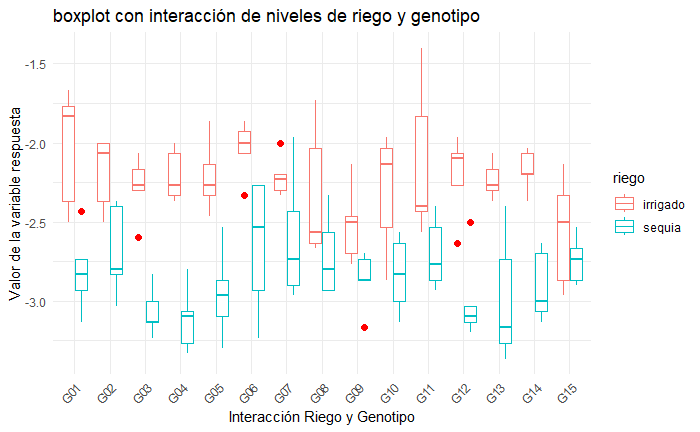 boxplot con interacción de niveles de riego y genotipo
Valor de la variable respuesta
-1.5
-2.0
-2.5
-3.0
G01 G02 G03 G04 G05 G06 G07 G08 G09 G10 G11 G12 G13 G14 G15
Interacción Riego y Genotipo
riego
irrigado
sequia